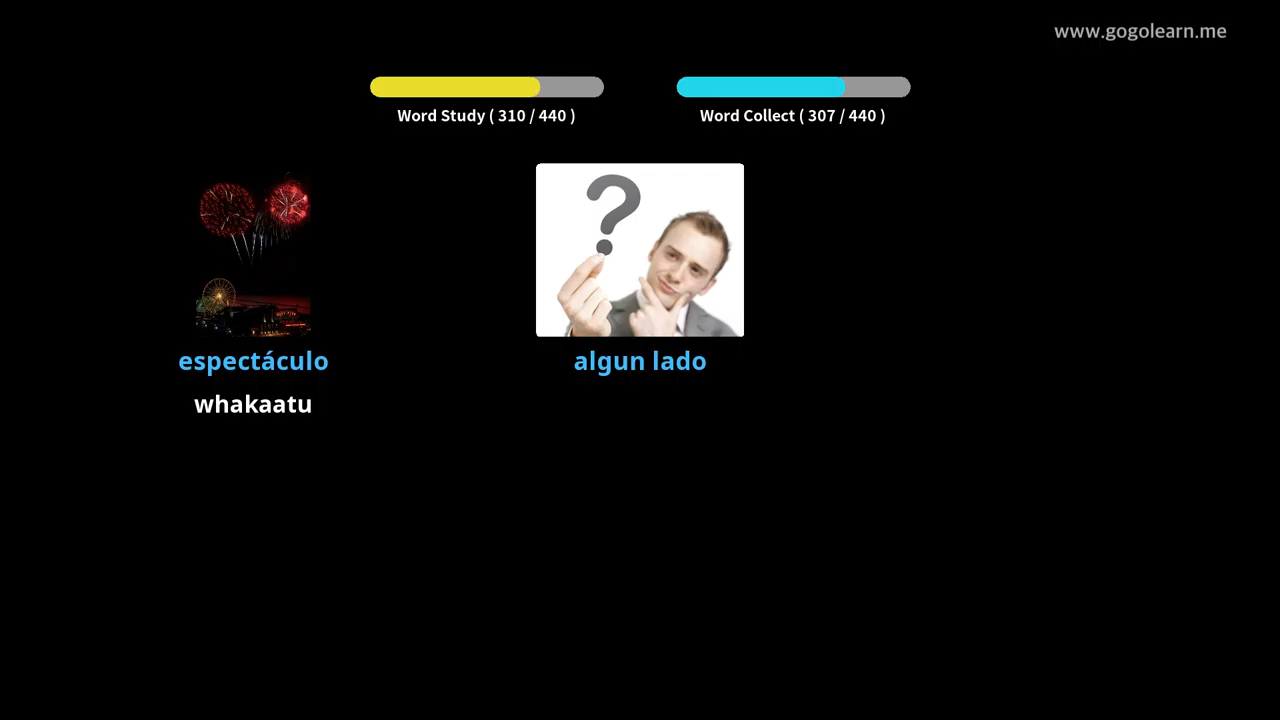 www.gogolearn.me
Word Study ( 310 / 440 )
Word Collect ( 307 / 440 )
espectáculo
whakaatu
algun lado